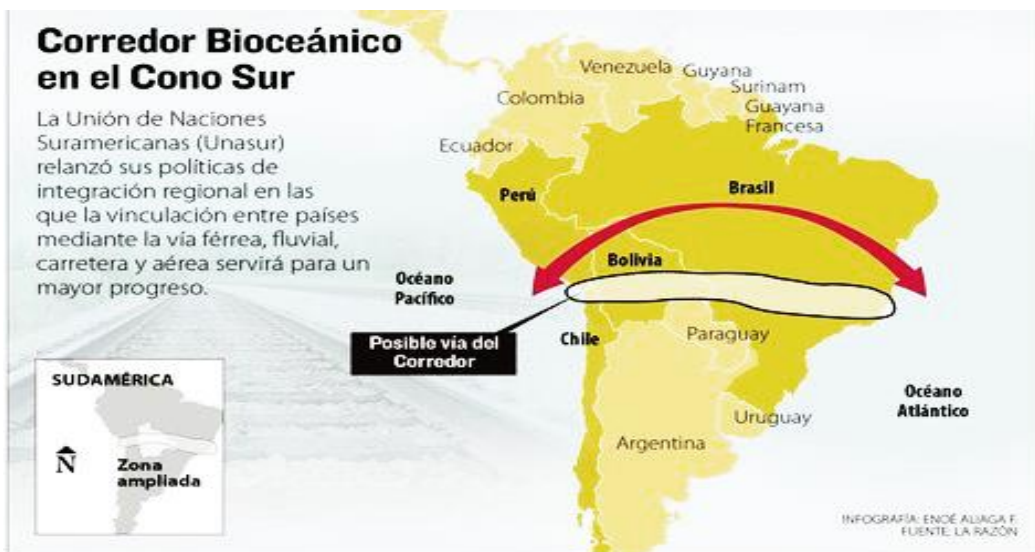 Corredor Bioceánico
en el Cono Sur
La Unión de Naciones
Suramericanas (Unasur)
relanzó sus políticas de
integración regional en las
que la vinculación entre países
mediante la vía férrea, fluvial,
carretera y aérea servirá para un
mayor progreso.
Venezuela
Guyana
Surinam
Guayana
Francesa
Colombia
Ecuador
Perú
Brasil
Bolivia
Océano
Pacífico
Posible vía del
Corredor
Chile
Paraguay
Uruguay
Argentina
Océano
Atlántico
SUDAMÉRICA
N
Zona
ampliada
INFOGRAFÍA: ENOÉ ALIAGA F.
FUENTE: LA RAZÓN